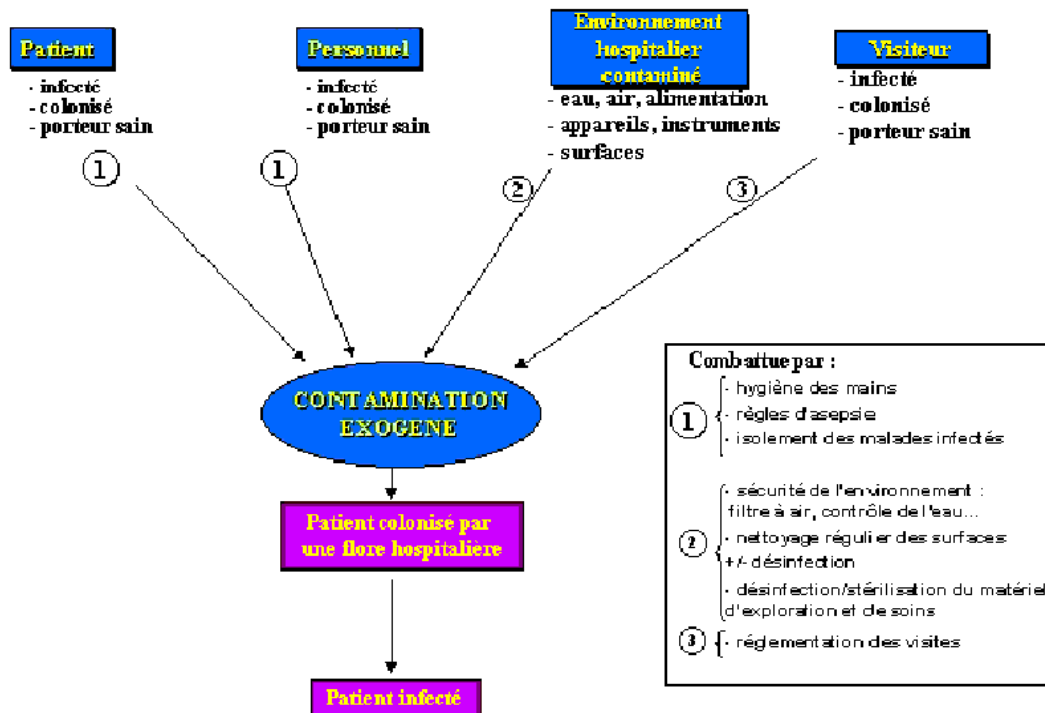 Patient
- infecté
- colonisé
- porteur sain
1
Personnel
- infecté
- colonisé
- porteur sain
1
Environnement
hospitalier
contaminé
- eau, air, alimentation
- appareils, instruments
- surfaces
2
Visiteur
- infecté
- colonisé
- porteur sain
3
CONTAMINATION
EXOGENE
Patient colonisé par
une flore hospitalière
Patient infecté
Combattue par :
1
- hygiène des mains
- règles d'asepsie
- isolement des malades infectés
2
- sécurité de l'environnement :
filtre à air, contrôle de l'eau...
- nettoyage régulier des surfaces
+/- désinfection
- désinfection/stérilisation du matériel
d'exploration et de soins
3
- réglementation des visites